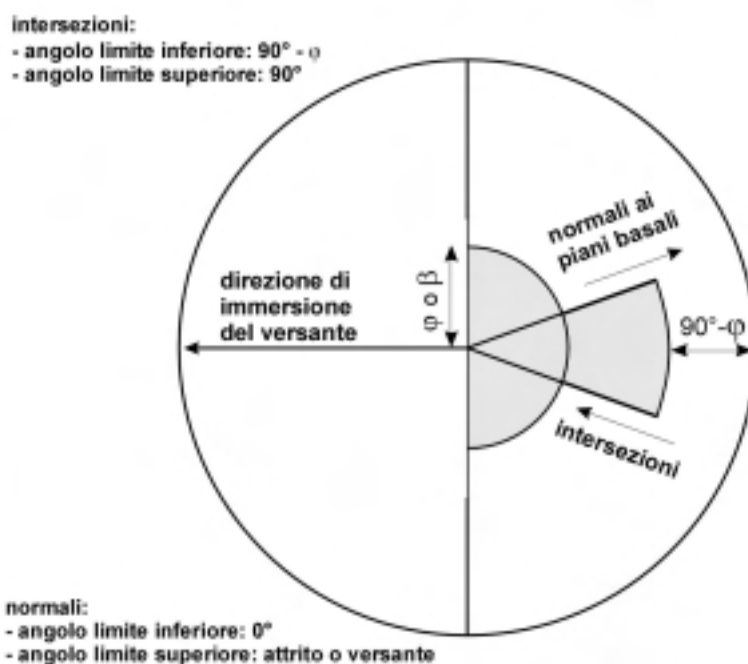 intersezioni:
- angolo limite inferiore: 90° - φ
- angolo limite superiore: 90°
normali ai
piani basali
direzione di
immersione
del versante
φ o β
90°-φ
intersezioni
normali:
- angolo limite inferiore: 0°
- angolo limite superiore: attrito o versante